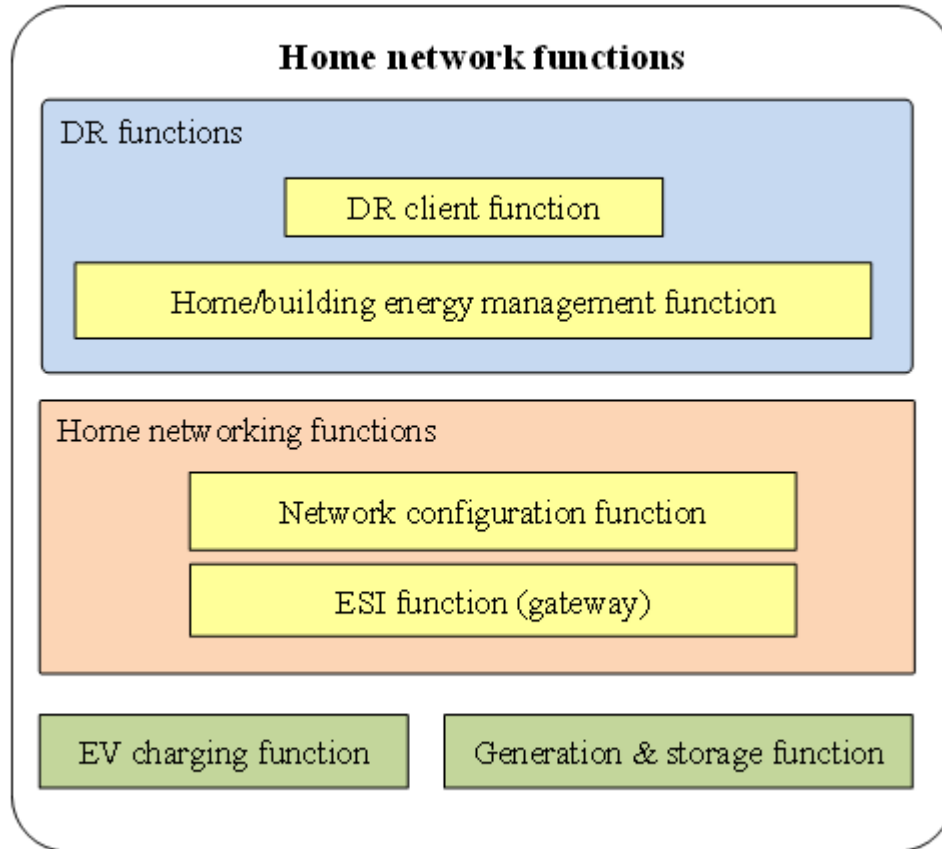 Home network functions
DR functions
DR client function
Home/building energy management function
Home networking functions
Network configuration function
ESI function (gateway)
EV charging function
Generation & storage function